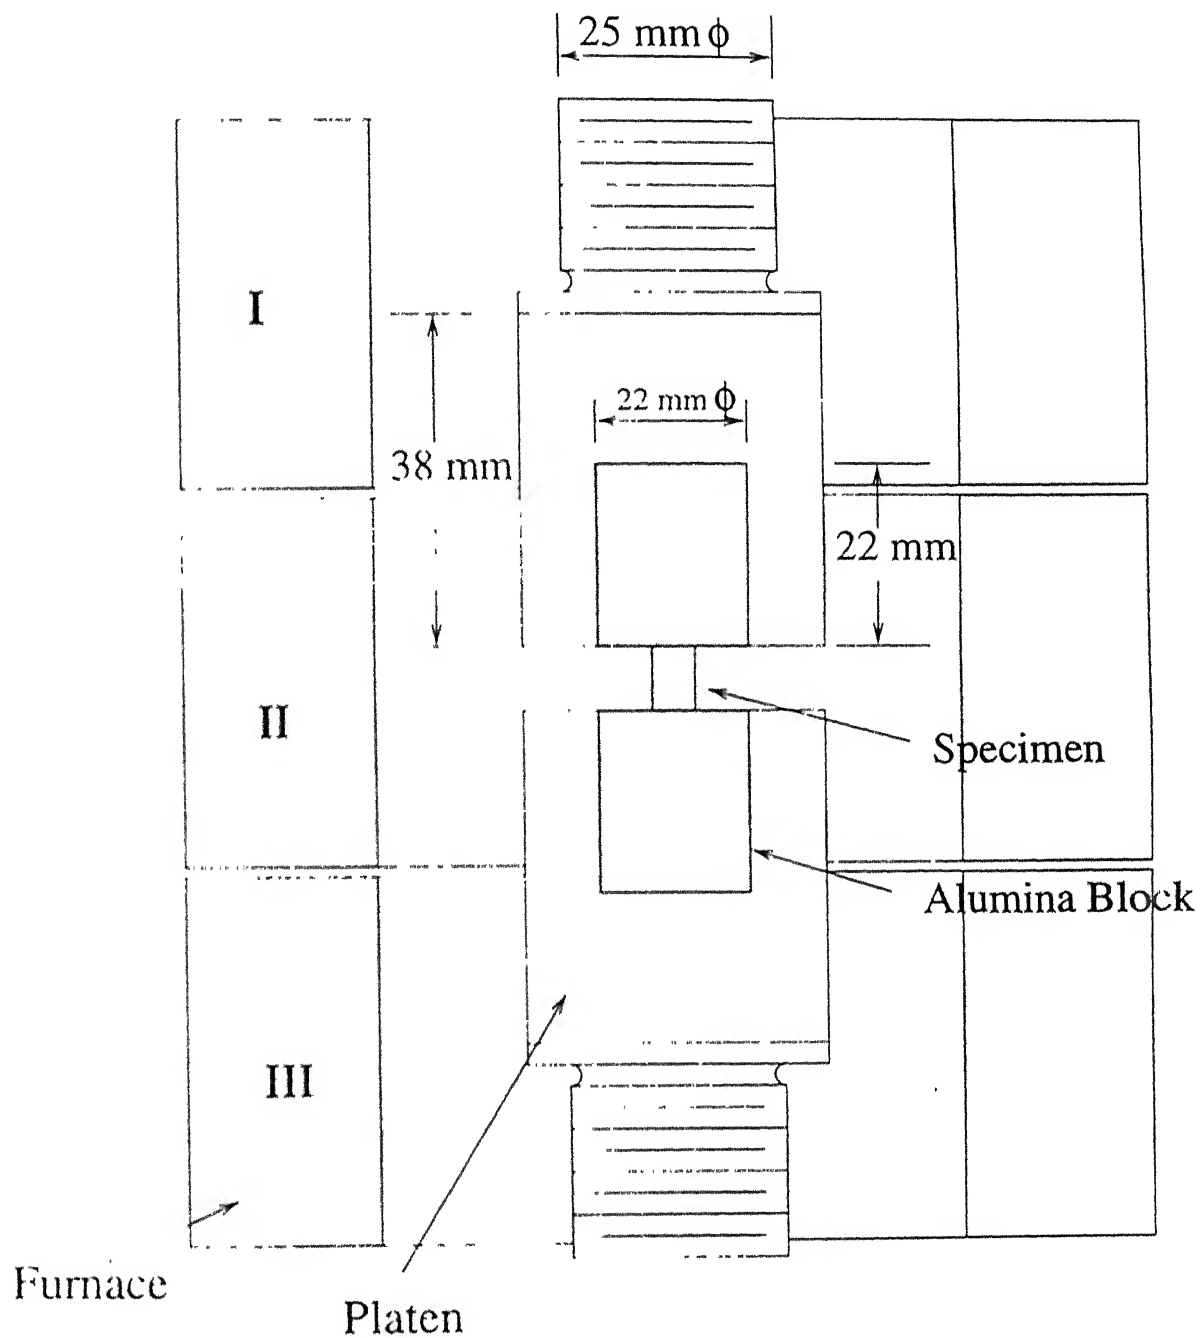 25 mm ϕ
I
22 mm ϕ
38 mm
22 mm
II
Specimen
Alumina Block
III
Furnace
Platen